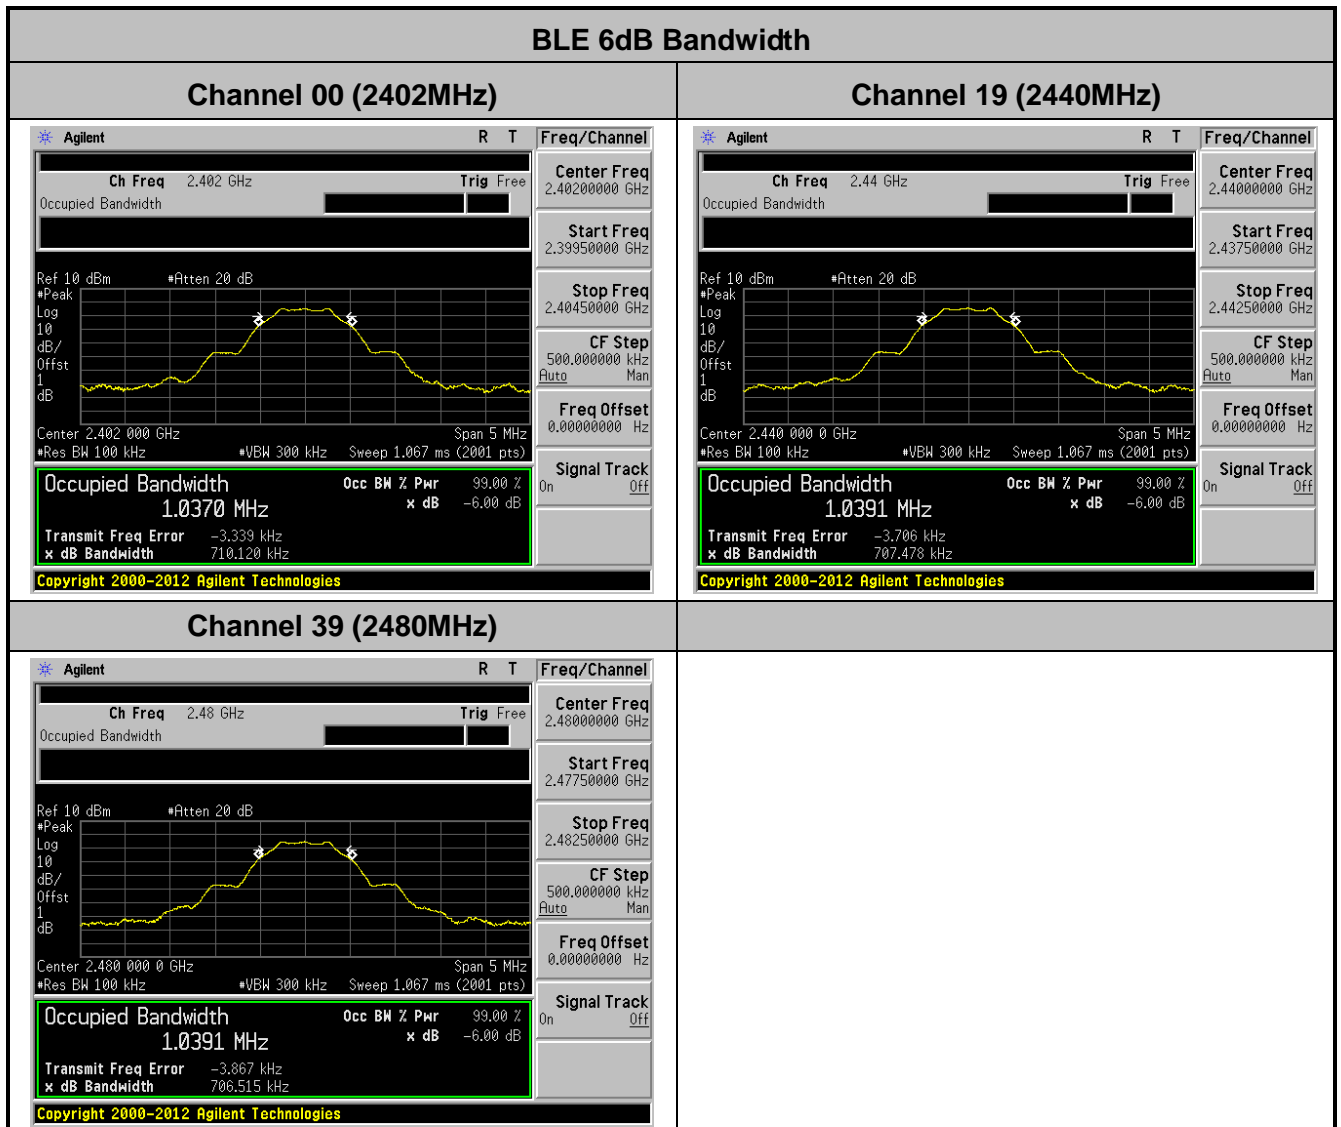 BLE 6dB Bandwidth
Channel 00 (2402MHz)
Agilent R T Freq/Channel
Ch Freq 2.402 GHz Trig Free
Occupied Bandwidth
Center Freq
2.40200000 GHz
Start Freq
2.39950000 GHz
Stop Freq
2.40450000 GHz
CF Step
500.000000 kHz
Auto Man
Freq Offset
0.00000000 Hz
Signal Track
On Off
Ref 10 dBm #Atten 20 dB
#Peak
Log
10
dB/
Offst
1
dB
Center 2.402 000 GHz Span 5 MHz
#Res BW 100 kHz #VBW 300 kHz Sweep 1.067 ms (2001 pts)
Occupied Bandwidth Occ BW % Pwr 99.00 %
1.0370 MHz x dB -6.00 dB
Transmit Freq Error -3.339 kHz
x dB Bandwidth 710.120 kHz
Copyright 2000-2012 Agilent Technologies
Channel 19 (2440MHz)
Agilent R T Freq/Channel
Ch Freq 2.44 GHz Trig Free
Occupied Bandwidth
Center Freq
2.44000000 GHz
Start Freq
2.43750000 GHz
Stop Freq
2.44250000 GHz
CF Step
500.000000 kHz
Auto Man
Freq Offset
0.00000000 Hz
Signal Track
On Off
Ref 10 dBm #Atten 20 dB
#Peak
Log
10
dB/
Offst
1
dB
Center 2.440 000 0 GHz Span 5 MHz
#Res BW 100 kHz #VBW 300 kHz Sweep 1.067 ms (2001 pts)
Occupied Bandwidth Occ BW % Pwr 99.00 %
1.0391 MHz x dB -6.00 dB
Transmit Freq Error -3.706 kHz
x dB Bandwidth 707.478 kHz
Copyright 2000-2012 Agilent Technologies
Channel 39 (2480MHz)
Agilent R T Freq/Channel
Ch Freq 2.48 GHz Trig Free
Occupied Bandwidth
Center Freq
2.48000000 GHz
Start Freq
2.47750000 GHz
Stop Freq
2.48250000 GHz
CF Step
500.000000 kHz
Auto Man
Freq Offset
0.00000000 Hz
Signal Track
On Off
Ref 10 dBm #Atten 20 dB
#Peak
Log
10
dB/
Offst
1
dB
Center 2.480 000 0 GHz Span 5 MHz
#Res BW 100 kHz #VBW 300 kHz Sweep 1.067 ms (2001 pts)
Occupied Bandwidth Occ BW % Pwr 99.00 %
1.0391 MHz x dB -6.00 dB
Transmit Freq Error -3.867 kHz
x dB Bandwidth 706.515 kHz
Copyright 2000-2012 Agilent Technologies